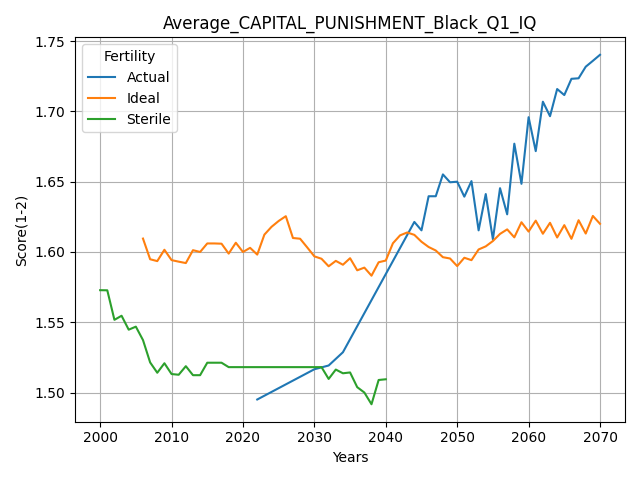 Average_CAPITAL_PUNISHMENT_Black_Q1_IQ
Fertility
Actual
Ideal
Sterile
Score(1-2)
1.75
1.70
1.65
1.60
1.55
1.50
2000 2010 2020 2030 2040 2050 2060 2070
Years